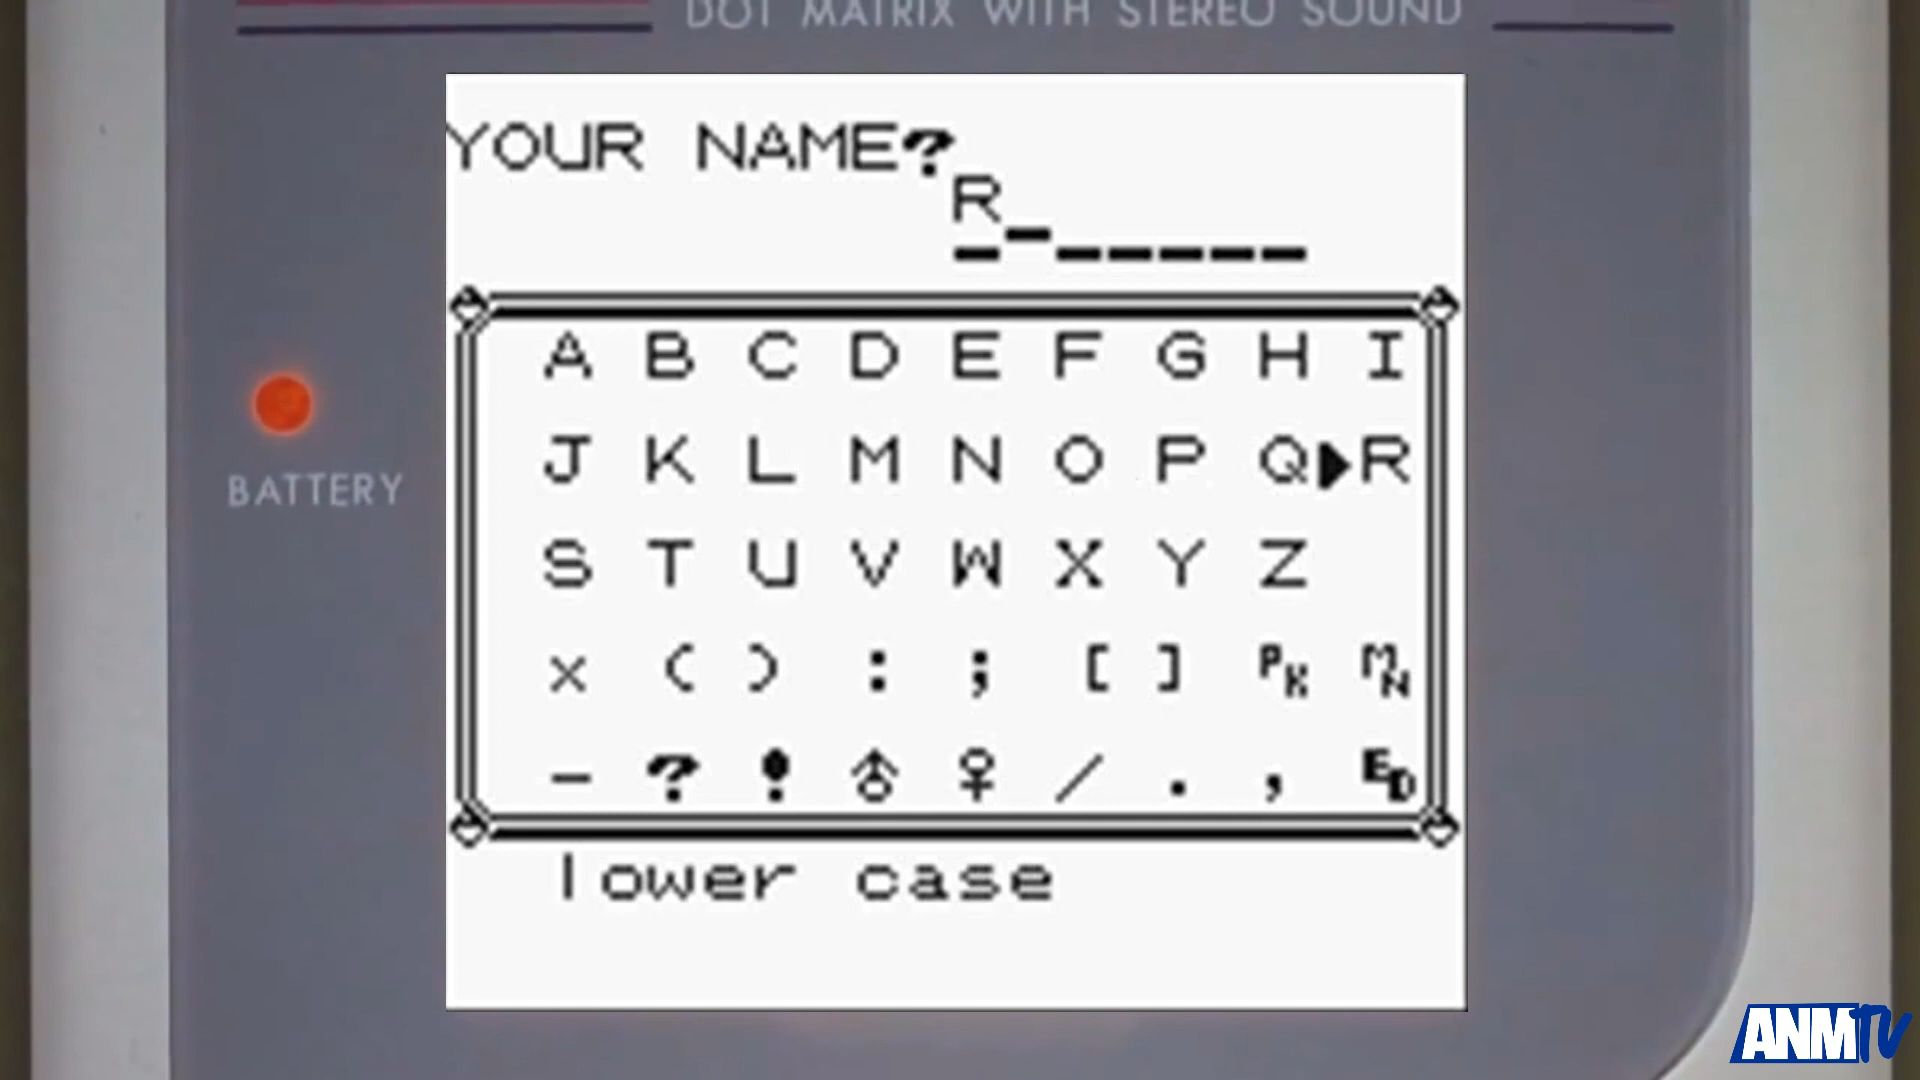 DOT MATRIX WITH STEREO SOUND
YOUR NAME?
R
A B C D E F G H I
J K L M N O P Q R
S T U V W X Y Z
BATTERY
x ( ) : ; [ ] PK MN
- ? ! ♂ ♀ / . , ED
lower case
ANMTV